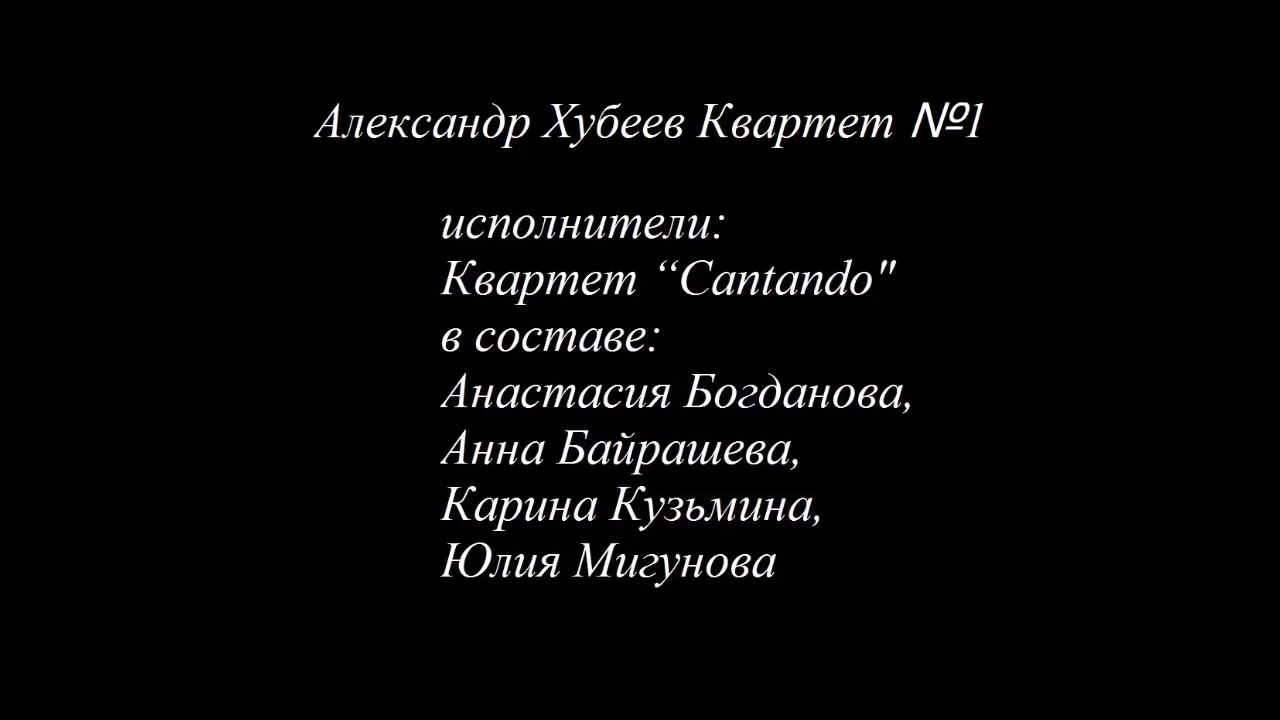 Александр Хубеев Квартет №1
исполнители:
Квартет “Cantando"
в составе:
Анастасия Богданова,
Анна Байрашева,
Карина Кузьмина,
Юлия Мигунова